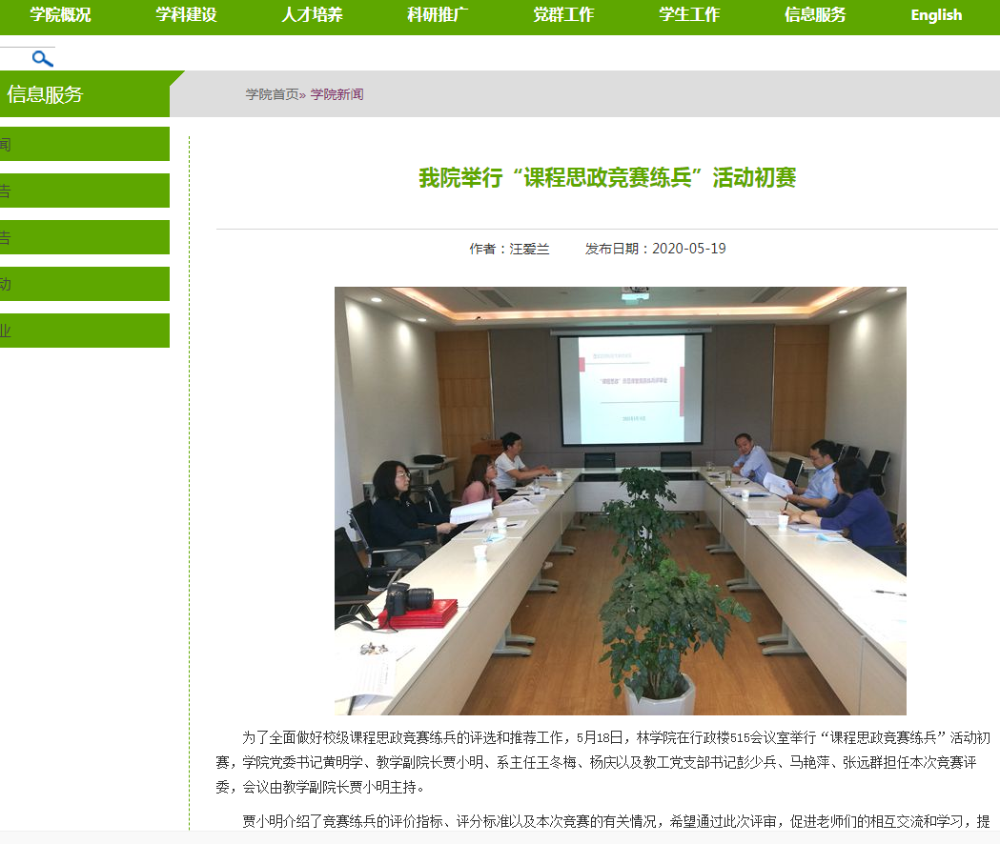 学院概况 学科建设 人才培养 科研推广 党群工作 学生工作 信息服务 English
信息服务
学院首页» 学院新闻
闻
告
告
动
业
我院举行“课程思政竞赛练兵”活动初赛
作者：汪爱兰 发布日期：2020-05-19
为了全面做好校级课程思政竞赛练兵的评选和推荐工作，5月18日，林学院在行政楼515会议室举行“课程思政竞赛练兵”活动初
赛，学院党委书记黄明学、教学副院长贾小明、系主任王冬梅、杨庆以及教工党支部书记彭少兵、马艳萍、张远群担任本次竞赛评
委，会议由教学副院长贾小明主持。
贾小明介绍了竞赛练兵的评价指标、评分标准以及本次竞赛的有关情况，希望通过此次评审，促进老师们的相互交流和学习，提